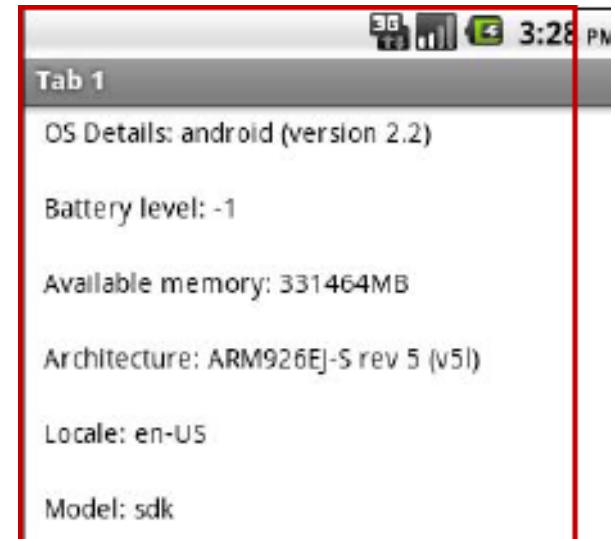 3G 3:28 PM
Tab 1
OS Details: android (version 2.2)
Battery level: -1
Available memory: 331464MB
Architecture: ARM926EJ-S rev 5 (v5l)
Locale: en-US
Model: sdk